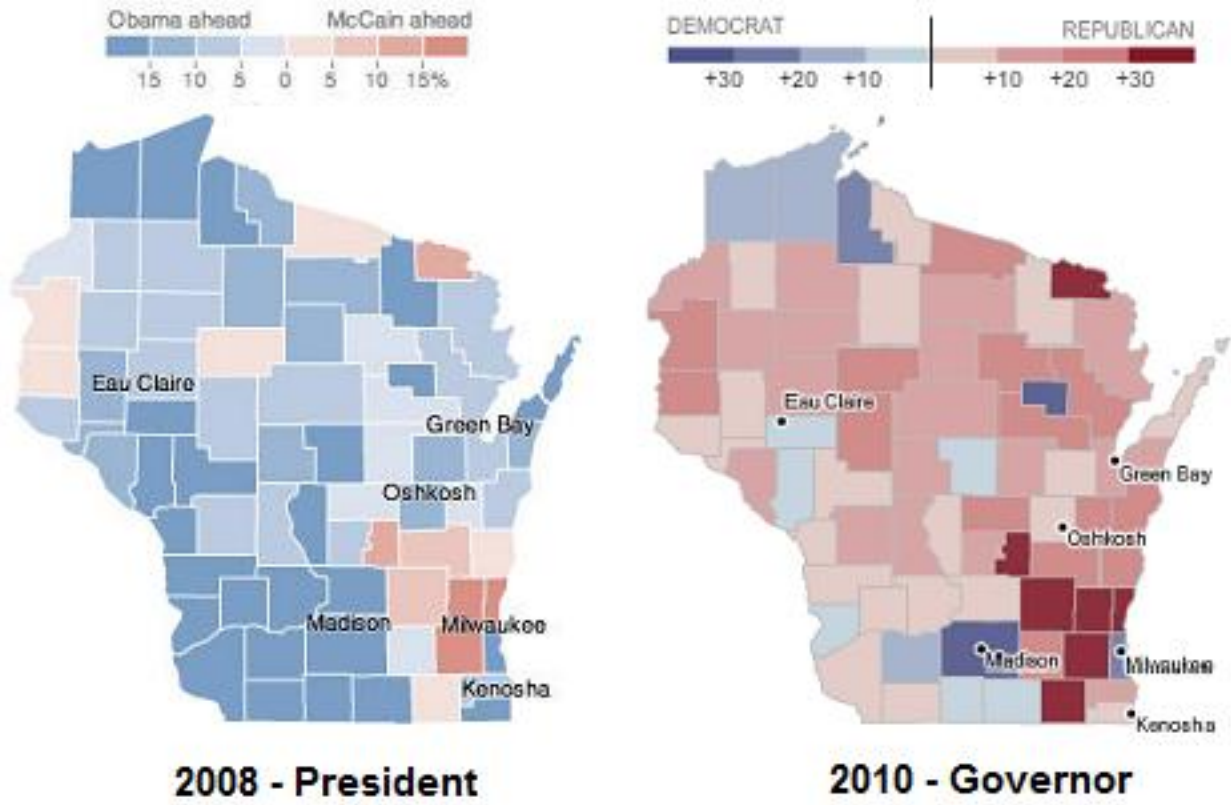 Obama ahead McCain ahead
15 10 5 0 5 10 15%
Eau Claire
Green Bay
Oshkosh
Madison Milwaukee
Kenosha
2008 - President
DEMOCRAT REPUBLICAN
+30 +20 +10 +10 +20 +30
Eau Claire
Green Bay
Oshkosh
Madison Milwaukee
Kenosha
2010 - Governor